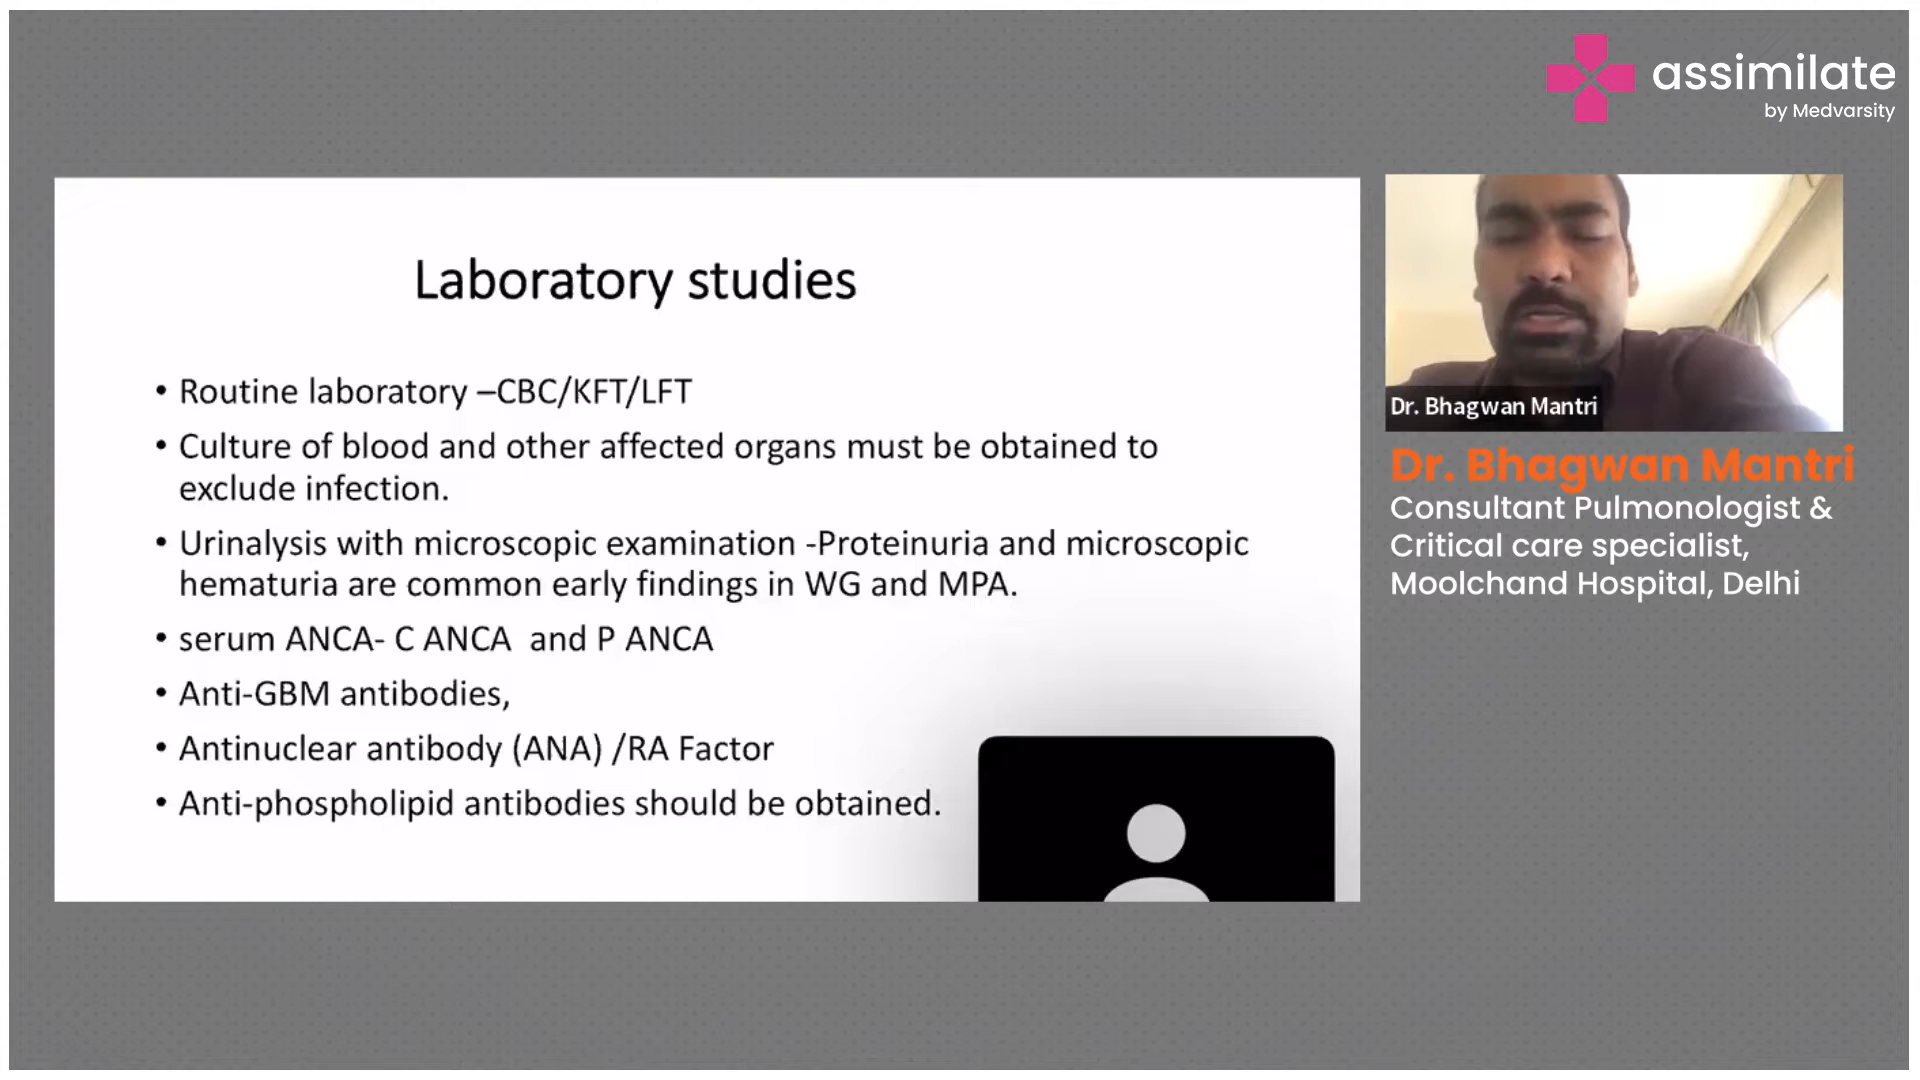 assimilate
by Medvarsity
Laboratory studies
• Routine laboratory –CBC/KFT/LFT
• Culture of blood and other affected organs must be obtained to
exclude infection.
• Urinalysis with microscopic examination -Proteinuria and microscopic
hematuria are common early findings in WG and MPA.
• serum ANCA- C ANCA  and P ANCA
• Anti-GBM antibodies,
• Antinuclear antibody (ANA) /RA Factor
• Anti-phospholipid antibodies should be obtained.
Dr. Bhagwan Mantri
Dr. Bhagwan Mantri
Consultant Pulmonologist &
Critical care specialist,
Moolchand Hospital, Delhi